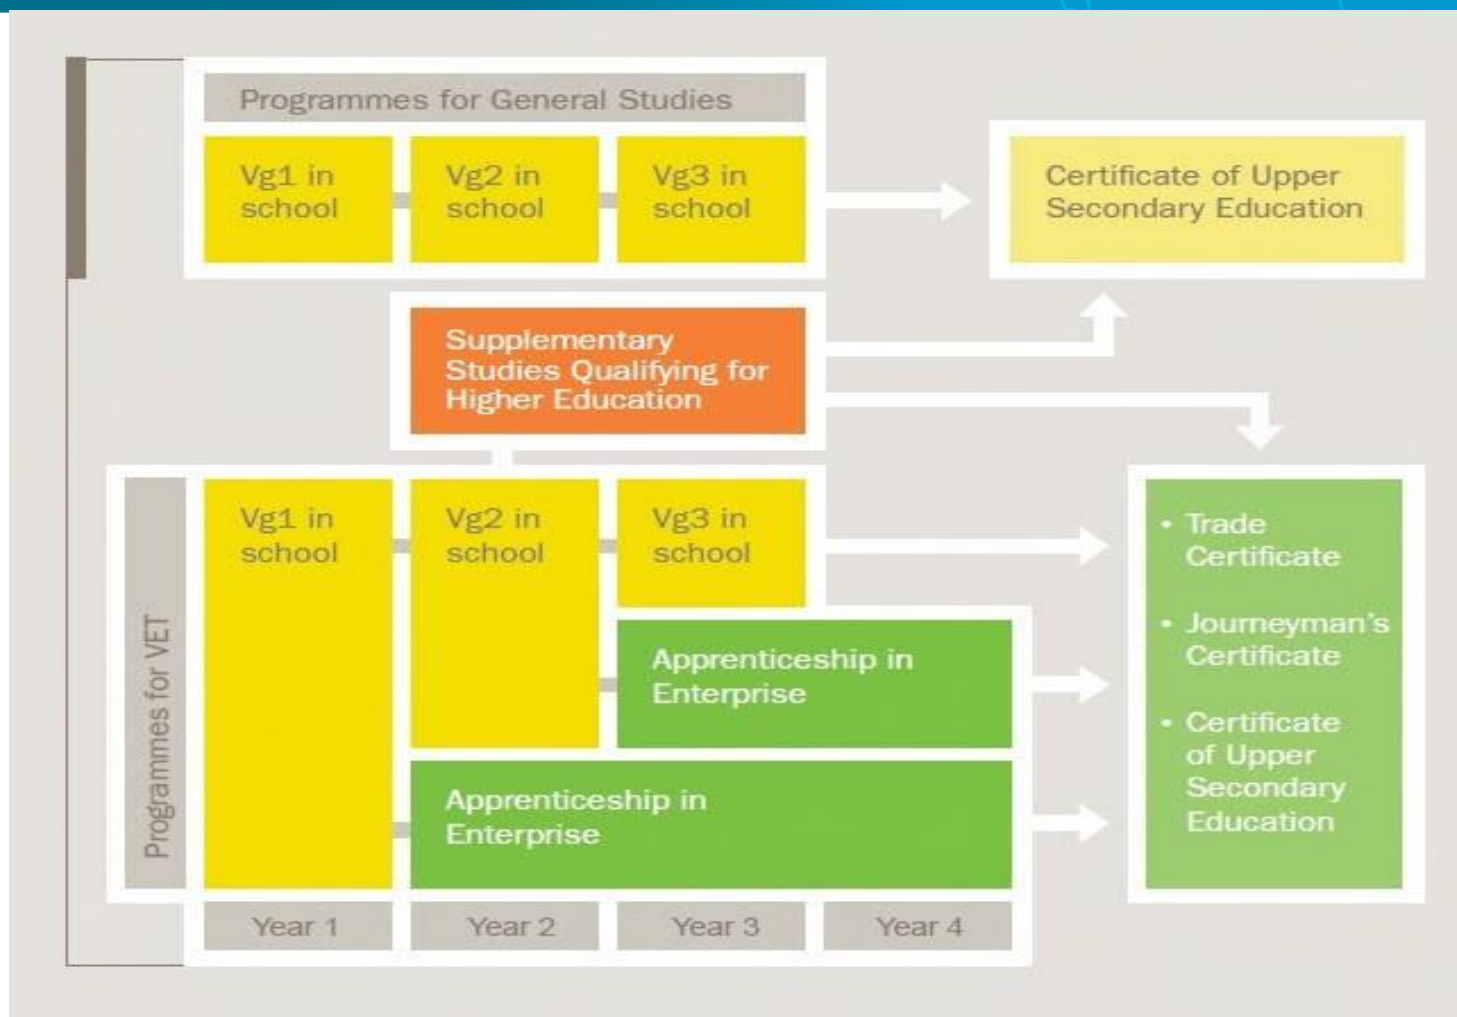 Programmes for General Studies
Vg1 in
school
Vg2 in
school
Vg3 in
school
Certificate of Upper
Secondary Education
Supplementary
Studies Qualifying for
Higher Education
Programmes for VET
Vg1 in
school
Vg2 in
school
Vg3 in
school
Apprenticeship in
Enterprise
Apprenticeship in
Enterprise
• Trade
Certificate
• Journeyman's
Certificate
• Certificate
of Upper
Secondary
Education
Year 1
Year 2
Year 3
Year 4